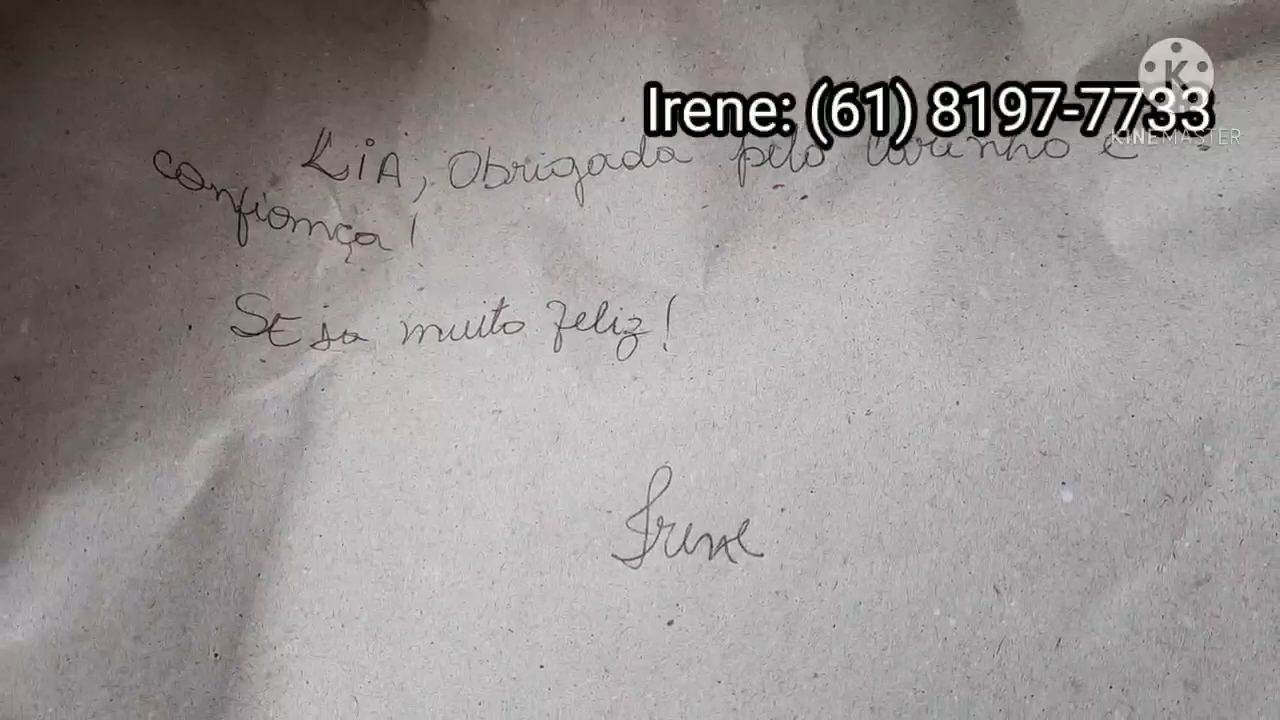 Irene: (61) 8197-7733
KINEMASTER
LiA, Obrigada pelo carinho e
confiança!
SEja muito feliz!
Irene